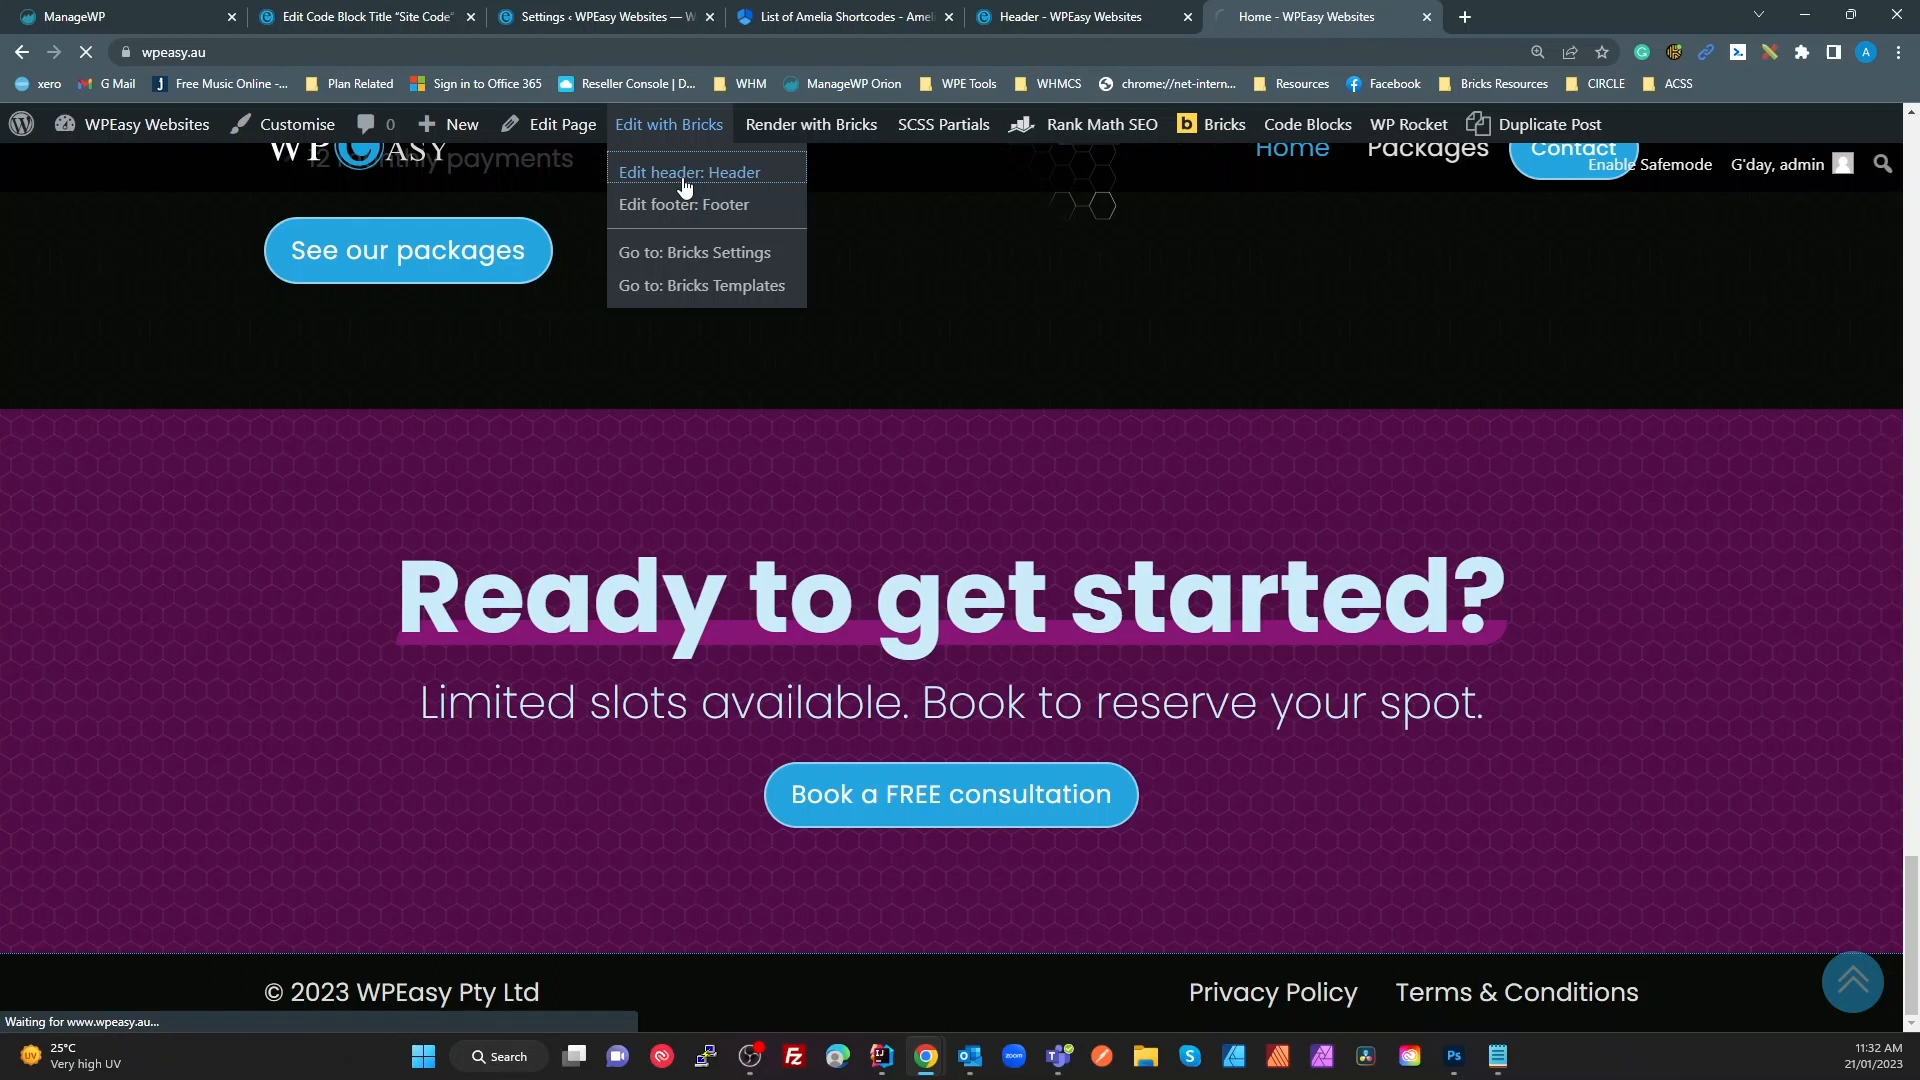 ManageWP
Edit Code Block Title "Site Code"
Settings ‹ WPEasy Websites — W
List of Amelia Shortcodes - Ameli
Header - WPEasy Websites
Home - WPEasy Websites
wpeasy.au
xero
G Mail
Free Music Online -...
Plan Related
Sign in to Office 365
Reseller Console | D...
WHM
ManageWP Orion
WPE Tools
WHMCS
chrome://net-intern...
Resources
Facebook
Bricks Resources
CIRCLE
ACSS
WPEasy Websites
Customise
0
New
Edit Page
Edit with Bricks
Render with Bricks
SCSS Partials
Rank Math SEO
Bricks
Code Blocks
WP Rocket
Duplicate Post
WP EASY
12 monthly payments
Home
Packages
Contact
Enable Safemode
G'day, admin
Edit header: Header
Edit footer: Footer
Go to: Bricks Settings
Go to: Bricks Templates
See our packages
Ready to get started?
Limited slots available. Book to reserve your spot.
Book a FREE consultation
© 2023 WPEasy Pty Ltd
Privacy Policy
Terms & Conditions
Waiting for www.wpeasy.au...
25°C
Very high UV
Search
11:32 AM
21/01/2023